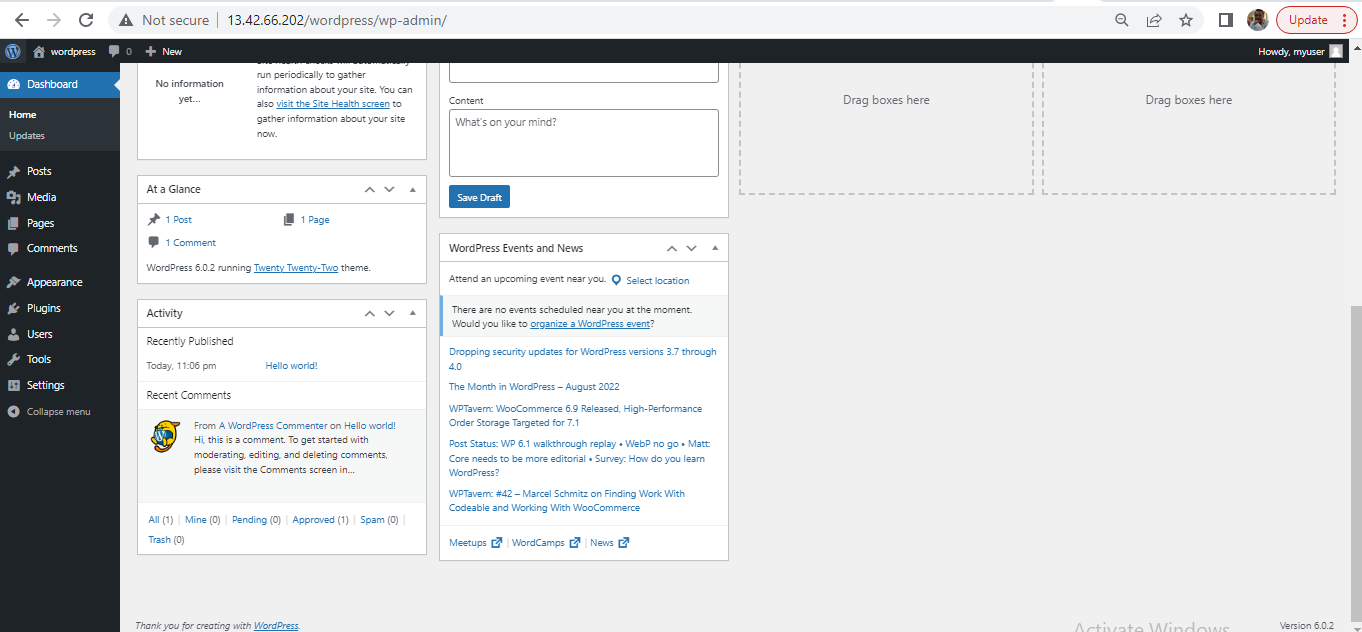 Not secure | 13.42.66.202/wordpress/wp-admin/
Update
wordpress
0
New
Howdy, myuser
Dashboard
Home
Updates
Posts
Media
Pages
Comments
Appearance
Plugins
Users
Tools
Settings
Collapse menu
No information
yet...
run periodically to gather
information about your site. You can
also visit the Site Health screen to
gather information about your site
now.
At a Glance
1 Post
1 Page
1 Comment
WordPress 6.0.2 running Twenty Twenty-Two theme.
Activity
Recently Published
Today, 11:06 pm
Hello world!
Recent Comments
From A WordPress Commenter on Hello world!
Hi, this is a comment. To get started with
moderating, editing, and deleting comments,
please visit the Comments screen in...
All (1) | Mine (0) | Pending (0) | Approved (1) | Spam (0) |
Trash (0)
Content
What's on your mind?
Save Draft
WordPress Events and News
Attend an upcoming event near you.
Select location
There are no events scheduled near you at the moment.
Would you like to organize a WordPress event?
Dropping security updates for WordPress versions 3.7 through
4.0
The Month in WordPress – August 2022
WPTavern: WooCommerce 6.9 Released, High-Performance
Order Storage Targeted for 7.1
Post Status: WP 6.1 walkthrough replay • WebP no go • Matt:
Core needs to be more editorial • Survey: How do you learn
WordPress?
WPTavern: #42 – Marcel Schmitz on Finding Work With
Codeable and Working With WooCommerce
Meetups | WordCamps | News
Drag boxes here
Drag boxes here
Thank you for creating with WordPress.
Activate Windows
Version 6.0.2